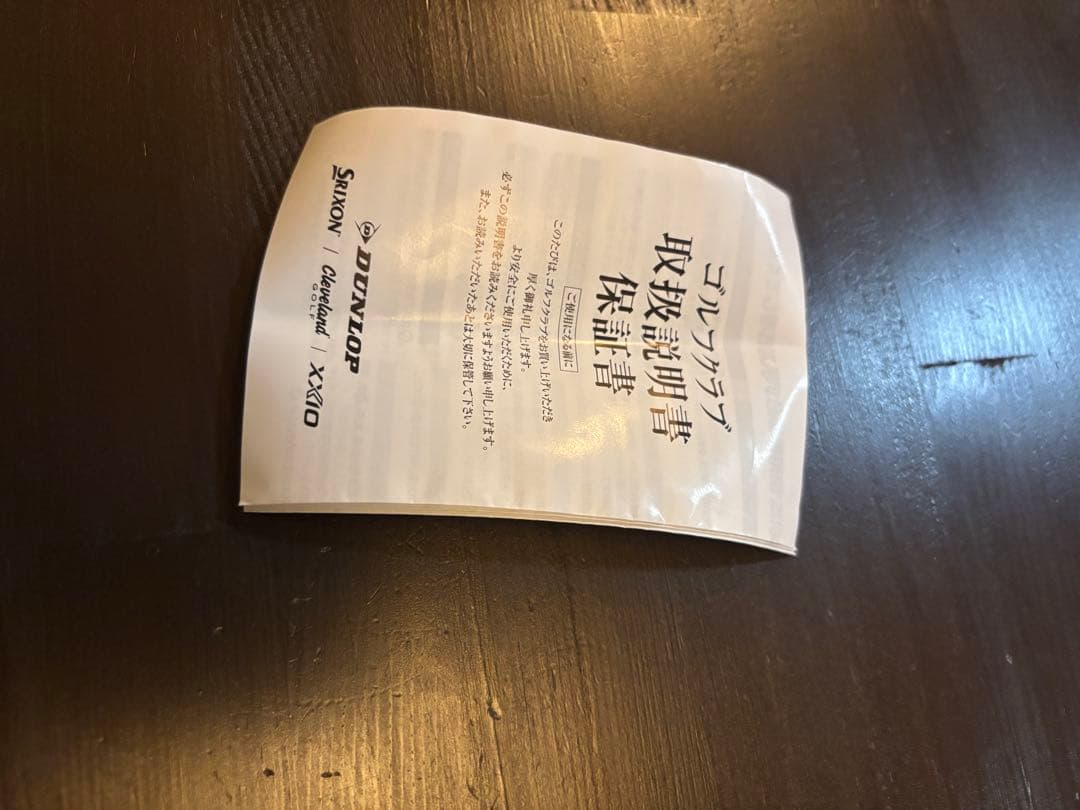 ゴルフクラブ
取扱説明書
保証書
ご使用になる前に
このたびは、ゴルフクラブをお買い上げいただき
厚く御礼申し上げます。
より安全にご使用いただくために、
必ずこの説明書をお読みくださいますようお願い申し上げます。
また、お読みいただいたあとは大切に保管して下さい。
DUNLOP
SRIXON | Cleveland GOLF | XXIO